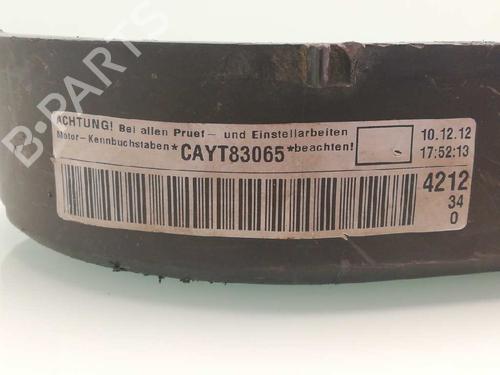 B-PARTS
ACHTUNG! Bei allen Pruef- und Einstellarbeiten
Motor-Kennbuchstaben*CAYT83065*beachten!
10.12.12
17:52:13
4212
34
0